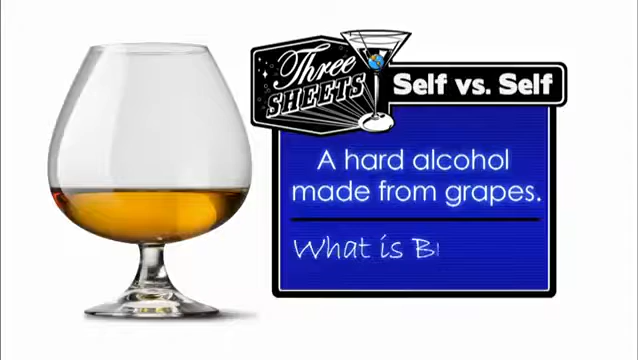 Three
SHEETS
Self vs. Self
A hard alcohol
made from grapes.
What is B